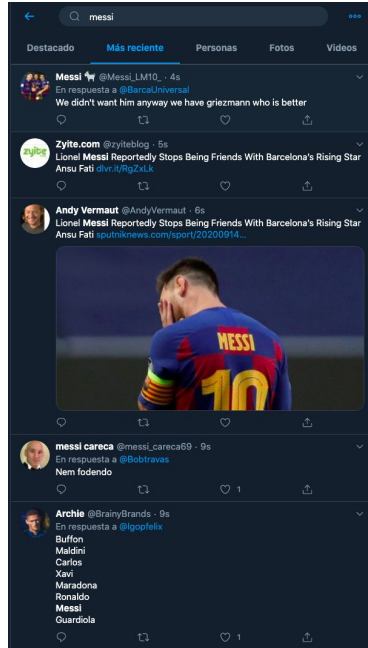 messi
Destacado Más reciente Personas Fotos Videos
Messi 🐐 @Messi_LM10_ · 4s
En respuesta a @BarcaUniversal
We didn't want him anyway we have griezmann who is better
zyite
Zyite.com @zyiteblog · 5s
Lionel Messi Reportedly Stops Being Friends With Barcelona's Rising Star
Ansu Fati dlvr.it/RgZxLk
Andy Vermaut @AndyVermaut · 6s
Lionel Messi Reportedly Stops Being Friends With Barcelona's Rising Star
Ansu Fati sputniknews.com/sport/20200914...
MESSI
10
messi careca @messi_careca69 · 9s
En respuesta a @Bobtravas
Nem fodendo
1
Archie @BrainyBrands · 9s
En respuesta a @Igopfelix
Buffon
Maldini
Carlos
Xavi
Maradona
Ronaldo
Messi
Guardiola
1